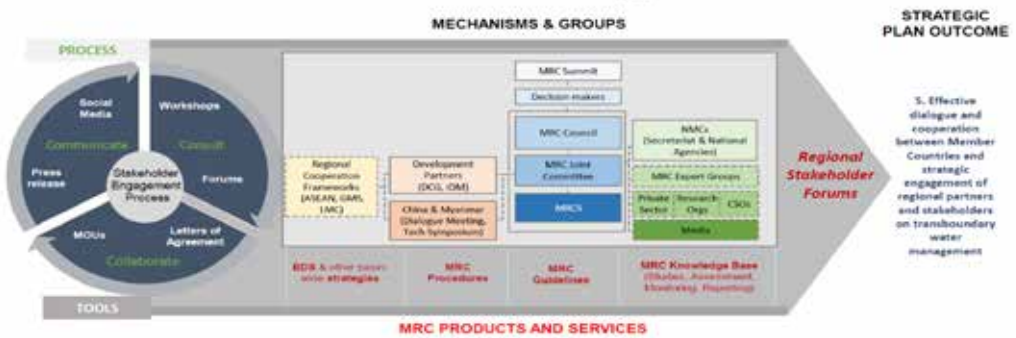 MECHANISMS & GROUPS
STRATEGIC
PLAN OUTCOME
PROCESS
Social
Media
Workshops
Communicate
Consult
Press
release
Stakeholder
Engagement
Process
Forums
MOUs
Letters of
Agreement
Collaborate
TOOLS
MRC Summit
Decision-makers
MRC Council
MRC Joint
Committee
MRCS
Regional
Cooperation
Frameworks
(ASEAN, GMS,
LMC)
Development
Partners
(DCG, IDM)
China & Myanmar
(Dialogue Meeting,
Tech Symposium)
NMCs
(Secretariat & National
Agencies)
MRC Expert Groups
Private
Sector
Research
Orgs
CSOs
Media
BDS & other basin-
wide strategies
MRC
Procedures
MRC
Guidelines
MRC Knowledge Base
(Studies, Assessment,
Monitoring, Reporting)
MRC PRODUCTS AND SERVICES
Regional
Stakeholder
Forums
5. Effective
dialogue and
cooperation
between Member
Countries and
strategic
engagement of
regional partners
and stakeholders
on transboundary
water
management